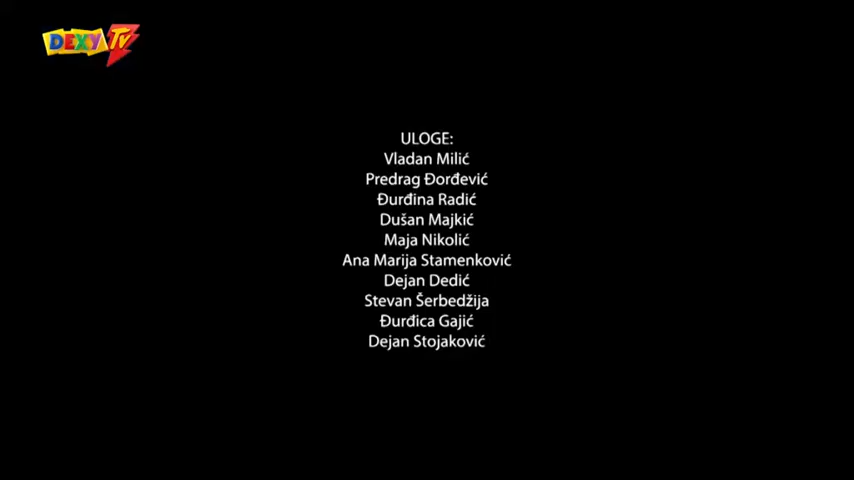 DEXY TV
ULOGE:
Vladan Milić
Predrag Đorđević
Đurđina Radić
Dušan Majkić
Maja Nikolić
Ana Marija Stamenković
Dejan Dedić
Stevan Šerbedžija
Đurđica Gajić
Dejan Stojaković